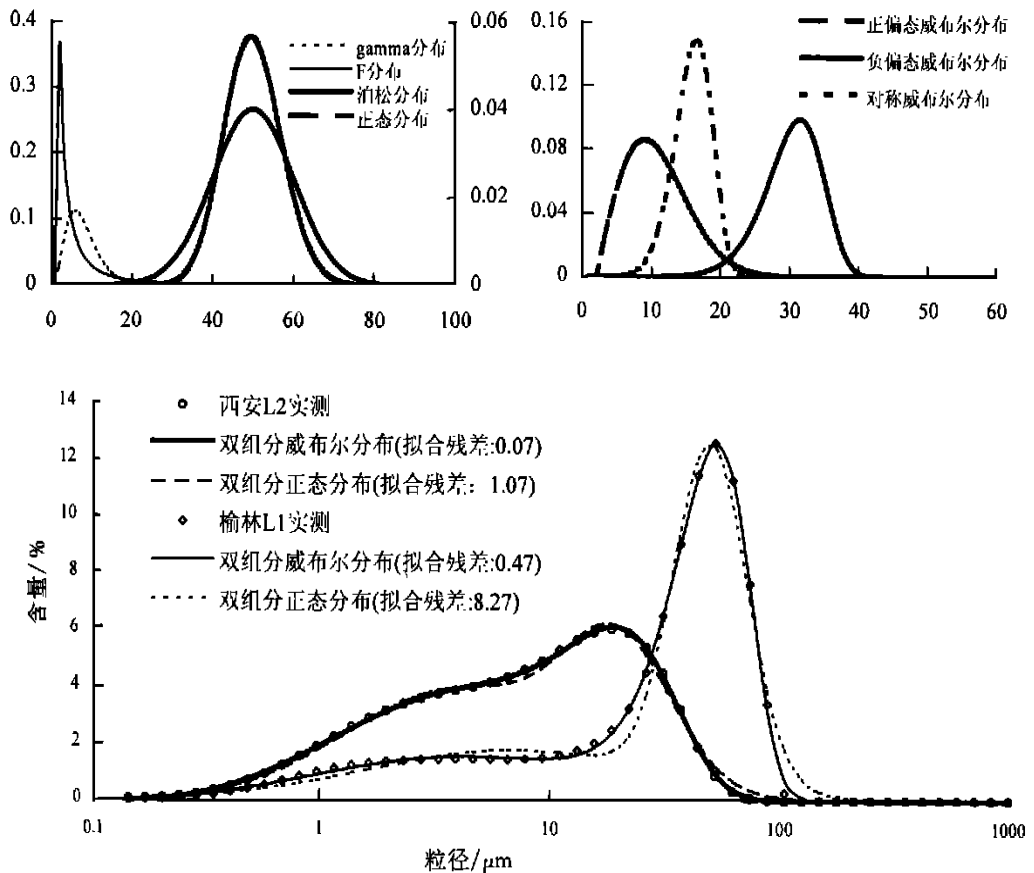 0.4
0.3
0.2
0.1
0
0.06
0.04
0.02
0
gamma分布
F分布
泊松分布
正态分布
0 20 40 60 80 100
0.16
0.12
0.08
0.04
0
正偏态威布尔分布
负偏态威布尔分布
对称威布尔分布
0 10 20 30 40 50 60
14
12
10
8
6
4
2
0
含量/%
西安L2实测
双组分威布尔分布(拟合残差:0.07)
双组分正态分布(拟合残差：1.07)
榆林L1实测
双组分威布尔分布(拟合残差:0.47)
双组分正态分布(拟合残差:8.27)
0.1 1 10 100 1000
粒径/μm